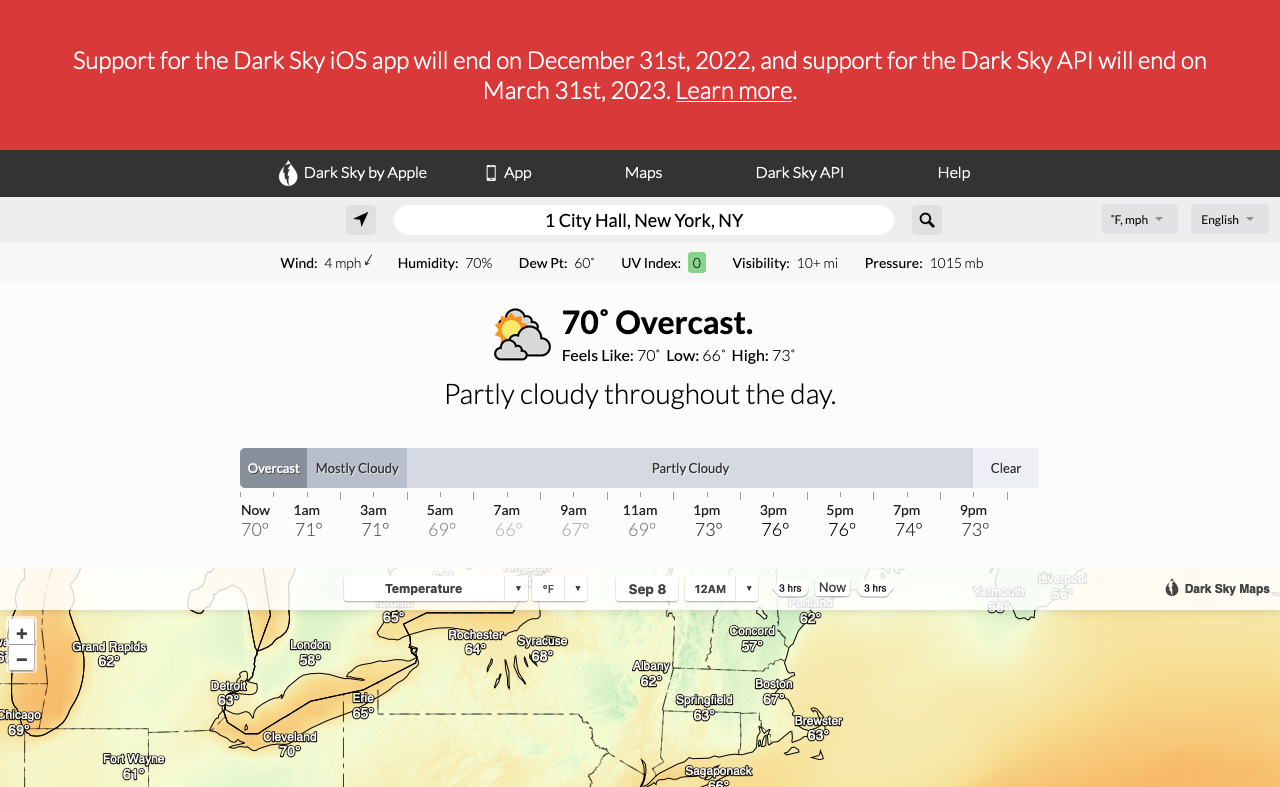 Support for the Dark Sky iOS app will end on December 31st, 2022, and support for the Dark Sky API will end on
March 31st, 2023. Learn more.
Dark Sky by Apple App Maps Dark Sky API Help
1 City Hall, New York, NY
˚F, mph English
Wind: 4 mph Humidity: 70% Dew Pt: 60˚ UV Index: 0 Visibility: 10+ mi Pressure: 1015 mb
70˚ Overcast.
Feels Like: 70˚ Low: 66˚ High: 73˚
Partly cloudy throughout the day.
Overcast Mostly Cloudy Partly Cloudy Clear
Now 1am 3am 5am 7am 9am 11am 1pm 3pm 5pm 7pm 9pm
70° 71° 71° 69° 66° 67° 69° 73° 76° 76° 74° 73°
Kingston
Temperature °F Sep 8 12AM 3 hrs Now 3 hrs Dark Sky Maps
Liverpool
56°
Yarmouth
58°
Toronto
65°
Portland
62°
+
−
Grand Rapids
62°
London
58°
Rochester
64°
Syracuse
68°
Concord
57°
Albany
62°
Detroit
63°
Erie
65°
Springfield
63°
Boston
67°
Chicago
69°
Brewster
63°
Cleveland
70°
Fort Wayne
61°
Sagaponack
66°